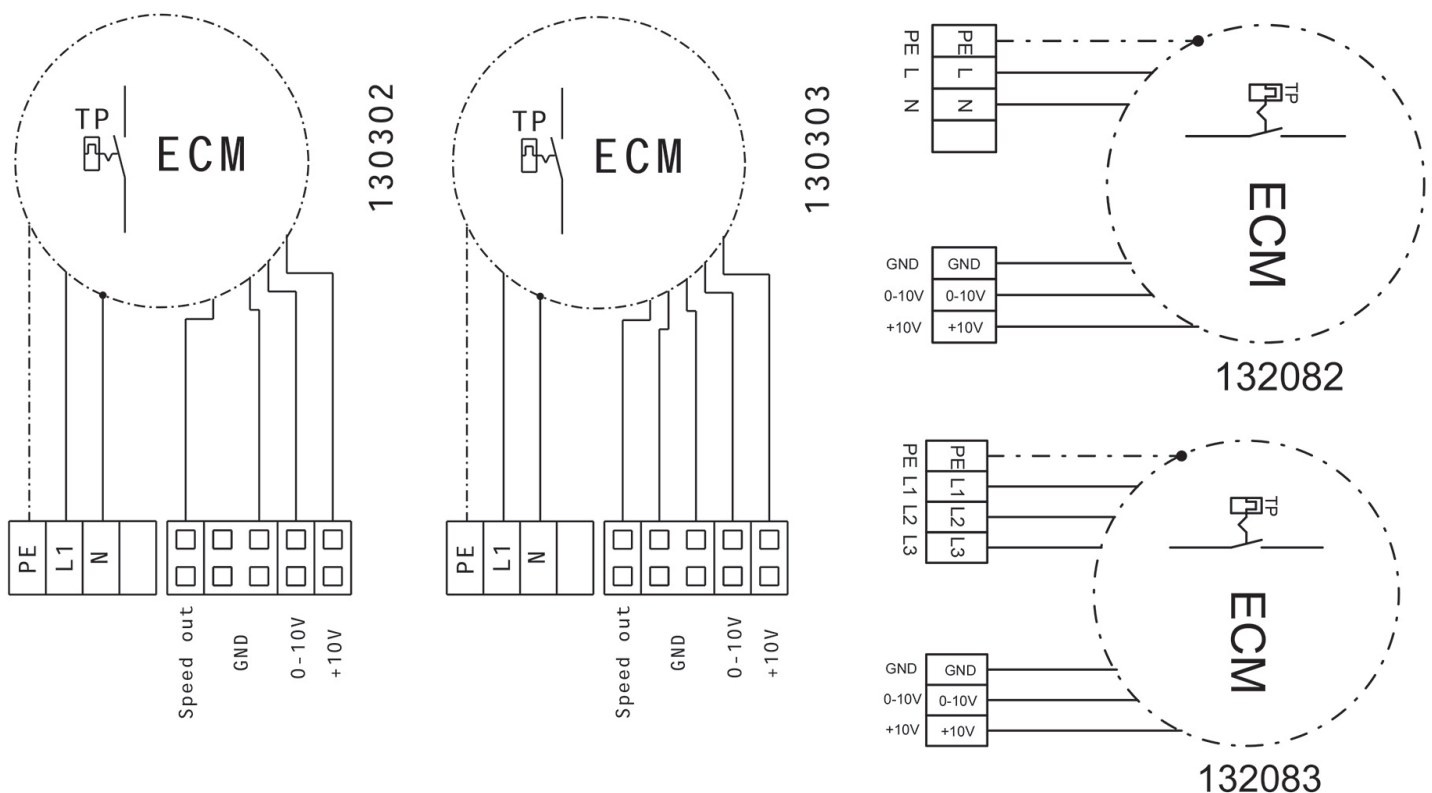 TP
ECM
130302
PE
L1
N
Speed out
GND
0-10V
+10V
TP
ECM
130303
PE
L1
N
Speed out
GND
0-10V
+10V
PE PE
L L
N N
TP
ECM
GND GND
0-10V 0-10V
+10V +10V
132082
PE PE
L1 L1
L2 L2
L3 L3
TP
ECM
GND GND
0-10V 0-10V
+10V +10V
132083